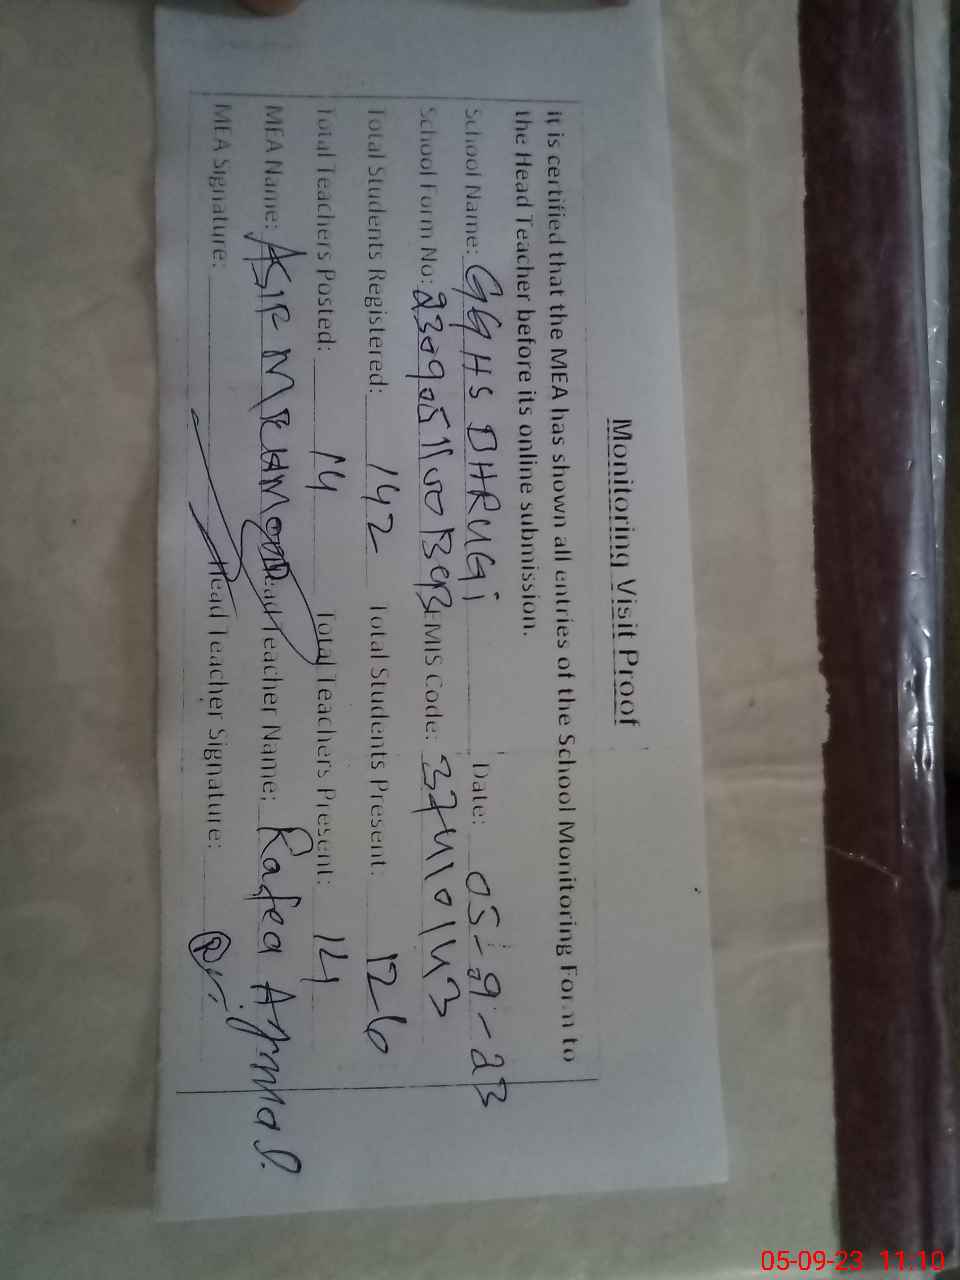 Monitoring Visit Proof
It is certified that the MEA has shown all entries of the School Monitoring Form to
the Head Teacher before its online submission.
School Name: GGHS DHRUGI Date: 05-09-23
School Form No: EMIS Code: 37410143
Total Students Registered: 142 Total Students Present: 126
Total Teachers Posted: 14 Total Teachers Present: 14
MEA Name: ASIF Head Teacher Name: Rafea
MEA Signature: Head Teacher Signature:
05-09-23 11:10